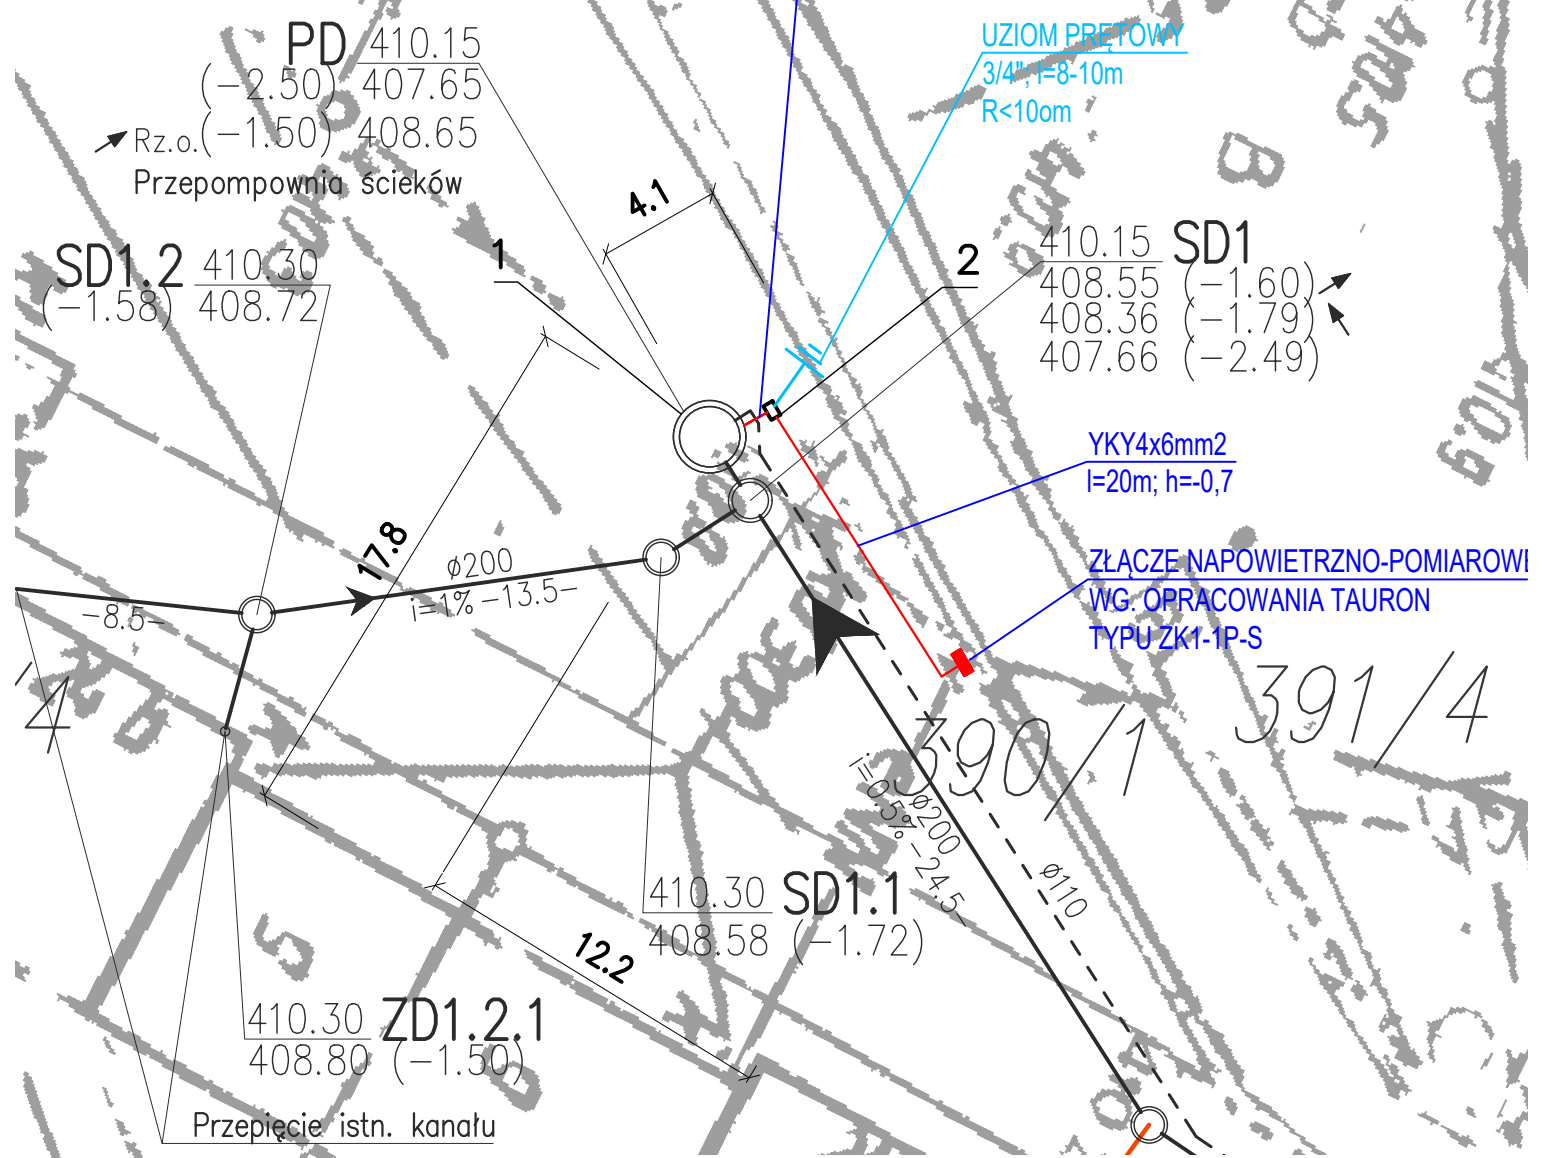 PD 410.15
(-2.50) 407.65
Rz.o.(-1.50) 408.65
Przepompownia ścieków
UZIOM PRĘTOWY
3/4"; l=8-10m
R<10om
4.1
1
2
SD1.2 410.30
(-1.58) 408.72
410.15 SD1
408.55 (-1.60)
408.36 (-1.79)
407.66 (-2.49)
YKY4x6mm2
l=20m; h=-0,7
17.8
ø200
i=1% -13.5-
-8.5-
ZŁĄCZE NAPOWIETRZNO-POMIAROWE
WG. OPRACOWANIA TAURON
TYPU ZK1-1P-S
/4
390/1
391/4
ø200
i=0.5% -24.5-
ø110
410.30 SD1.1
408.58 (-1.72)
12.2
5
410.30 ZD1.2.1
408.80 (-1.50)
Przepięcie istn. kanału